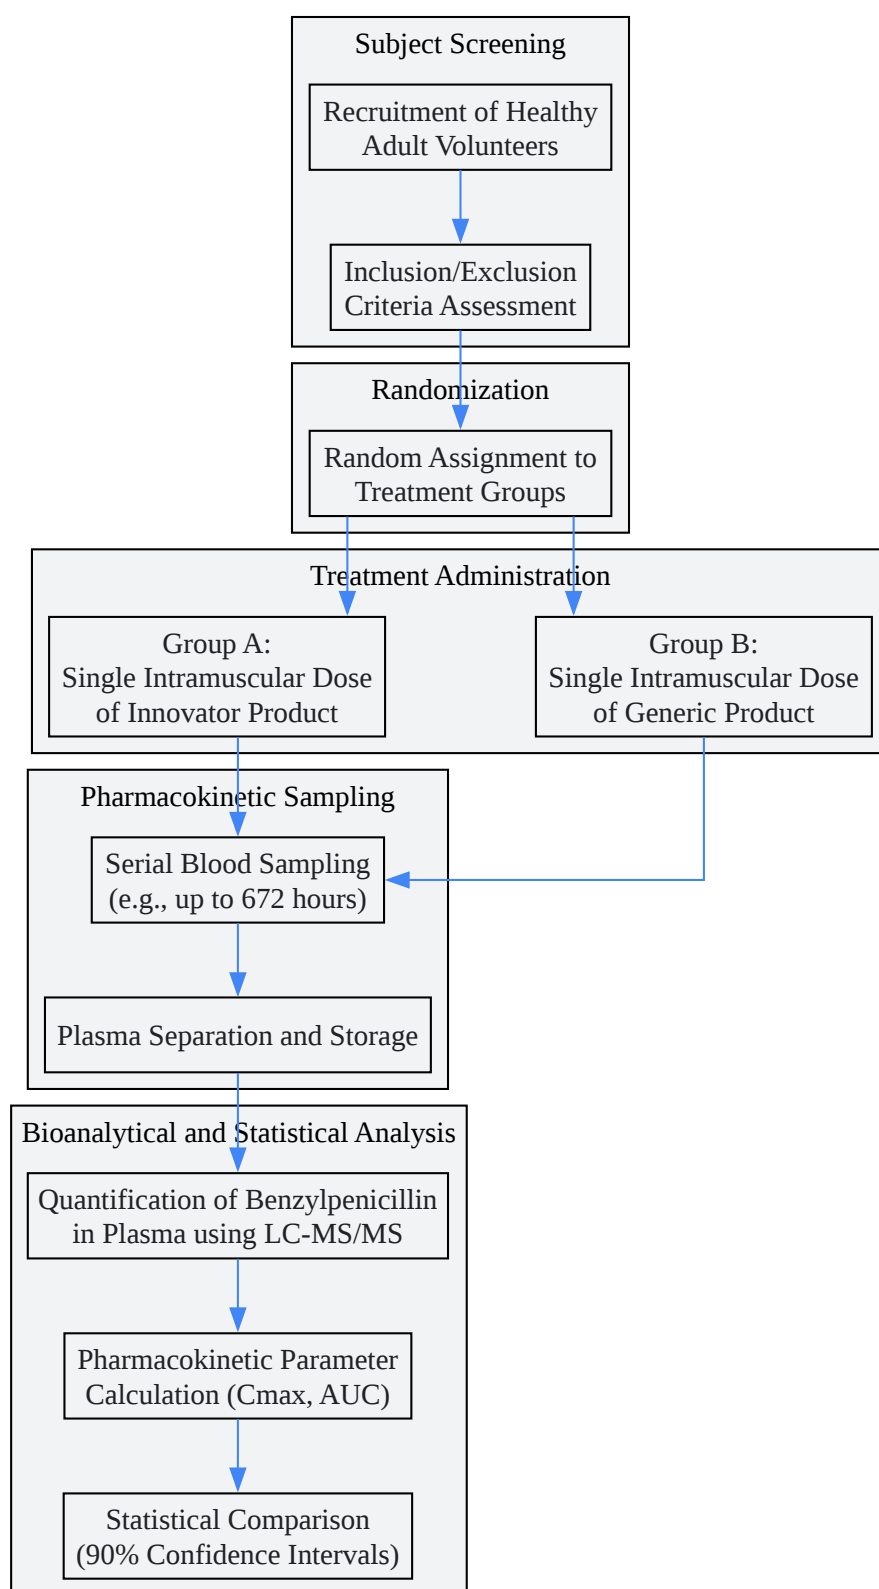 Subject Screening
Recruitment of Healthy
Adult Volunteers
Inclusion/Exclusion
Criteria Assessment
Randomization
Random Assignment to
Treatment Groups
Treatment Administration
Group A:
Single Intramuscular Dose
of Innovator Product
Group B:
Single Intramuscular Dose
of Generic Product
Pharmacokinetic Sampling
Serial Blood Sampling
(e.g., up to 672 hours)
Plasma Separation and Storage
Bioanalytical and Statistical Analysis
Quantification of Benzylpenicillin
in Plasma using LC-MS/MS
Pharmacokinetic Parameter
Calculation (Cmax, AUC)
Statistical Comparison
(90% Confidence Intervals)